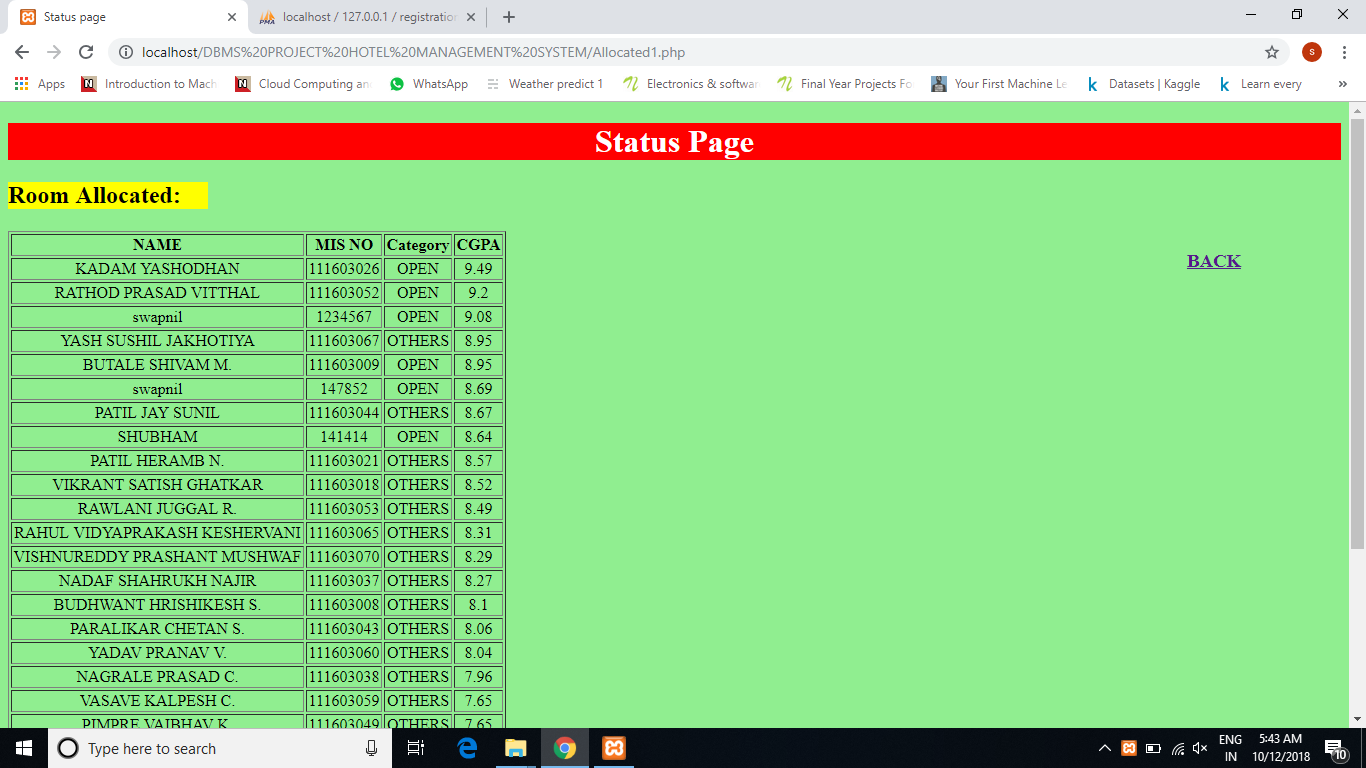 Status page
localhost / 127.0.0.1 / registration
localhost/DBMS%20PROJECT%20HOTEL%20MANAGEMENT%20SYSTEM/Allocated1.php
S
Apps Introduction to Mach Cloud Computing an WhatsApp Weather predict 1 Electronics & softwar Final Year Projects Fo Your First Machine Le Datasets | Kaggle Learn every
Status Page
Room Allocated:
BACK
NAME MIS NO Category CGPA
KADAM YASHODHAN 111603026 OPEN 9.49
RATHOD PRASAD VITTHAL 111603052 OPEN 9.2
swapnil 1234567 OPEN 9.08
YASH SUSHIL JAKHOTIYA 111603067 OTHERS 8.95
BUTALE SHIVAM M. 111603009 OPEN 8.95
swapnil 147852 OPEN 8.69
PATIL JAY SUNIL 111603044 OTHERS 8.67
SHUBHAM 141414 OPEN 8.64
PATIL HERAMB N. 111603021 OTHERS 8.57
VIKRANT SATISH GHATKAR 111603018 OTHERS 8.52
RAWLANI JUGGAL R. 111603053 OTHERS 8.49
RAHUL VIDYAPRAKASH KESHERVANI 111603065 OTHERS 8.31
VISHNUREDDY PRASHANT MUSHWAF 111603070 OTHERS 8.29
NADAF SHAHRUKH NAJIR 111603037 OTHERS 8.27
BUDHWANT HRISHIKESH S. 111603008 OTHERS 8.1
PARALIKAR CHETAN S. 111603043 OTHERS 8.06
YADAV PRANAV V. 111603060 OTHERS 8.04
NAGRALE PRASAD C. 111603038 OTHERS 7.96
VASAVE KALPESH C. 111603059 OTHERS 7.65
PIMPRE VAIBHAV K. 111603049 OTHERS 7.65
Type here to search
ENG
IN
5:43 AM
10/12/2018
10